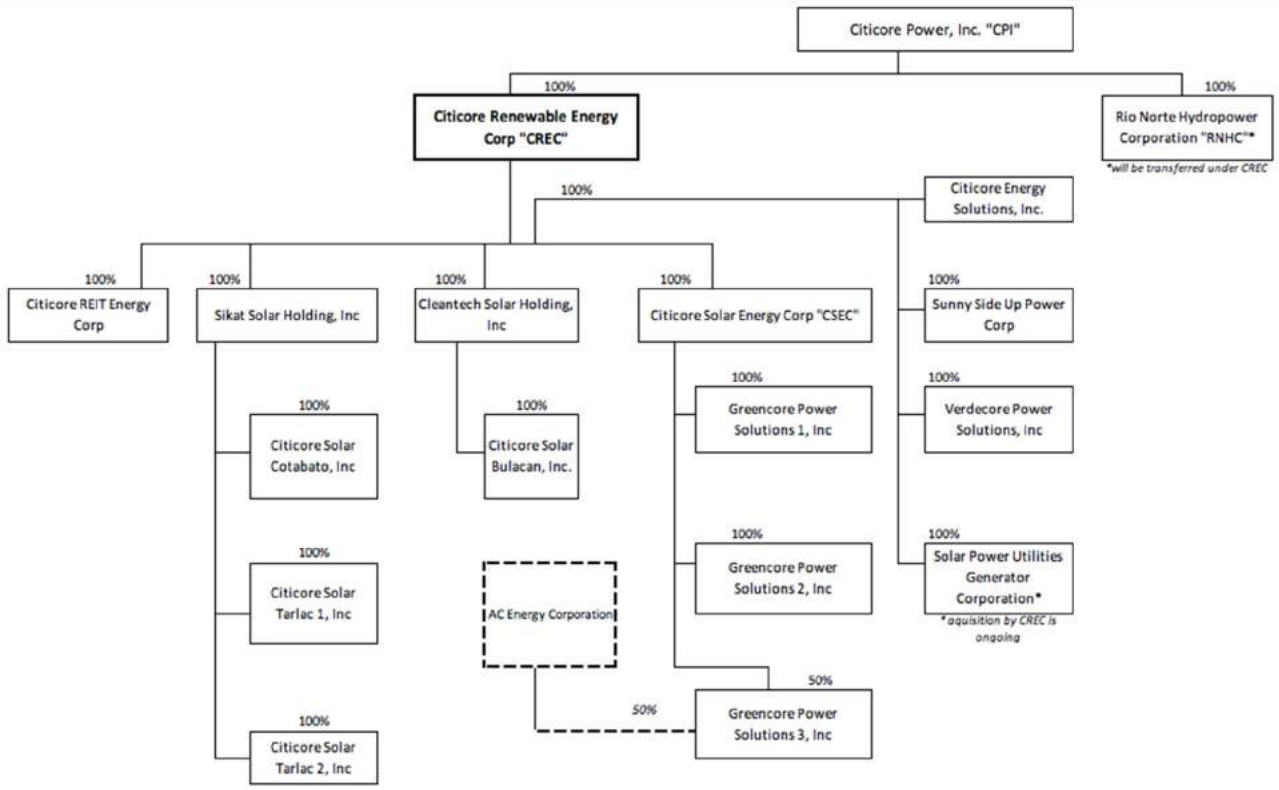 Citicore Power, Inc. "CPI"
100%
100%
Citicore Renewable Energy
Corp "CREC"
Rio Norte Hydropower
Corporation "RNHC"*
*will be transferred under CREC
100%
Citicore Energy
Solutions, Inc.
100%
100%
100%
100%
100%
Citicore REIT Energy
Corp
Sikat Solar Holding, Inc
Cleantech Solar Holding,
Inc
Citicore Solar Energy Corp "CSEC"
Sunny Side Up Power
Corp
100%
100%
100%
100%
Greencore Power
Solutions 1, Inc
Verdecore Power
Solutions, Inc
Citicore Solar
Cotabato, Inc
Citicore Solar
Bulacan, Inc.
100%
100%
100%
Citicore Solar
Tarlac 1, Inc
AC Energy Corporation
Greencore Power
Solutions 2, Inc
Solar Power Utilities
Generator
Corporation*
* aquisition by CREC is
ongoing
50%
50%
100%
Greencore Power
Solutions 3, Inc
Citicore Solar
Tarlac 2, Inc